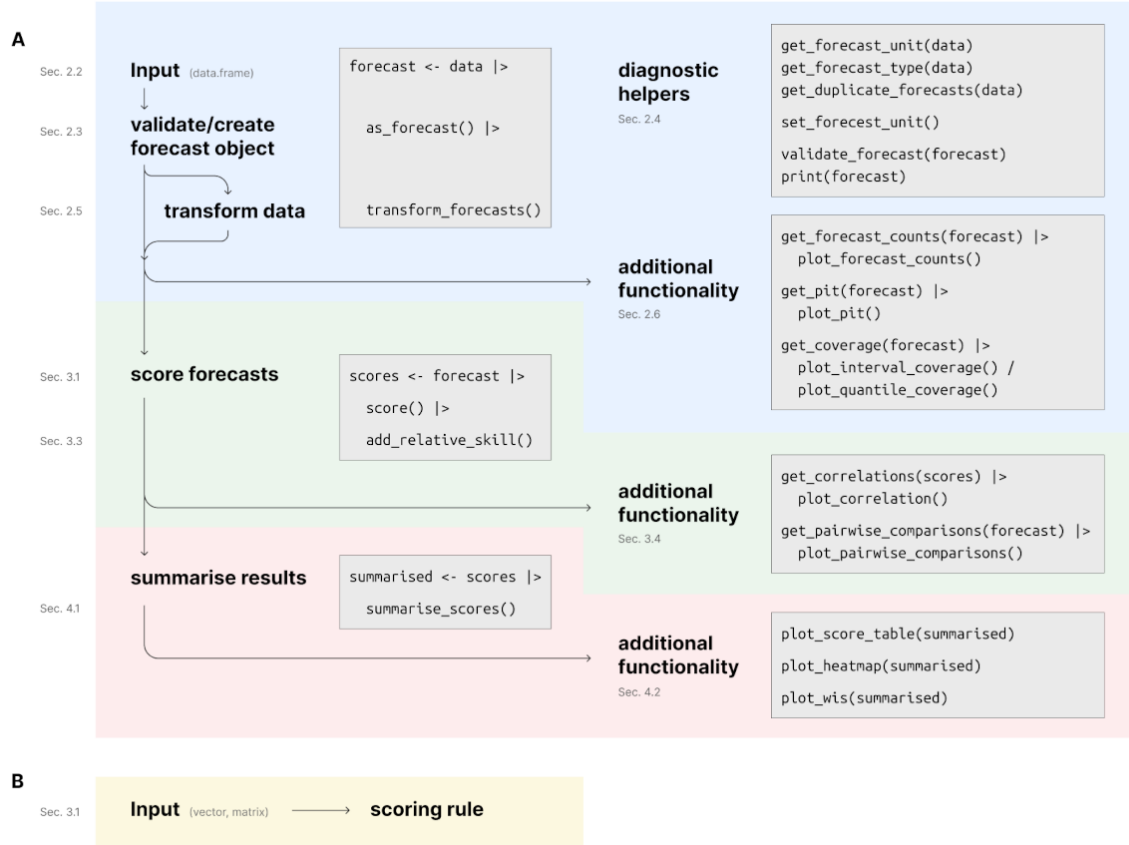 A
Sec. 2.2
Input (data.frame)
forecast <- data |>
Sec. 2.3
validate/create
forecast object
as_forecast() |>
Sec. 2.5
transform data
transform_forecasts()
diagnostic
helpers
Sec. 2.4
get_forecast_unit(data)
get_forecast_type(data)
get_duplicate_forecasts(data)
set_forecest_unit()
validate_forecast(forecast)
print(forecast)
additional
functionality
Sec. 2.6
get_forecast_counts(forecast) |>
plot_forecast_counts()
get_pit(forecast) |>
plot_pit()
get_coverage(forecast) |>
plot_interval_coverage() /
plot_quantile_coverage()
Sec. 3.1
score forecasts
scores <- forecast |>
score() |>
Sec. 3.3
add_relative_skill()
additional
functionality
Sec. 3.4
get_correlations(scores) |>
plot_correlation()
get_pairwise_comparisons(forecast) |>
plot_pairwise_comparisons()
summarise results
summarised <- scores |>
Sec. 4.1
summarise_scores()
additional
functionality
Sec. 4.2
plot_score_table(summarised)
plot_heatmap(summarised)
plot_wis(summarised)
B
Sec. 3.1
Input (vector, matrix)
scoring rule